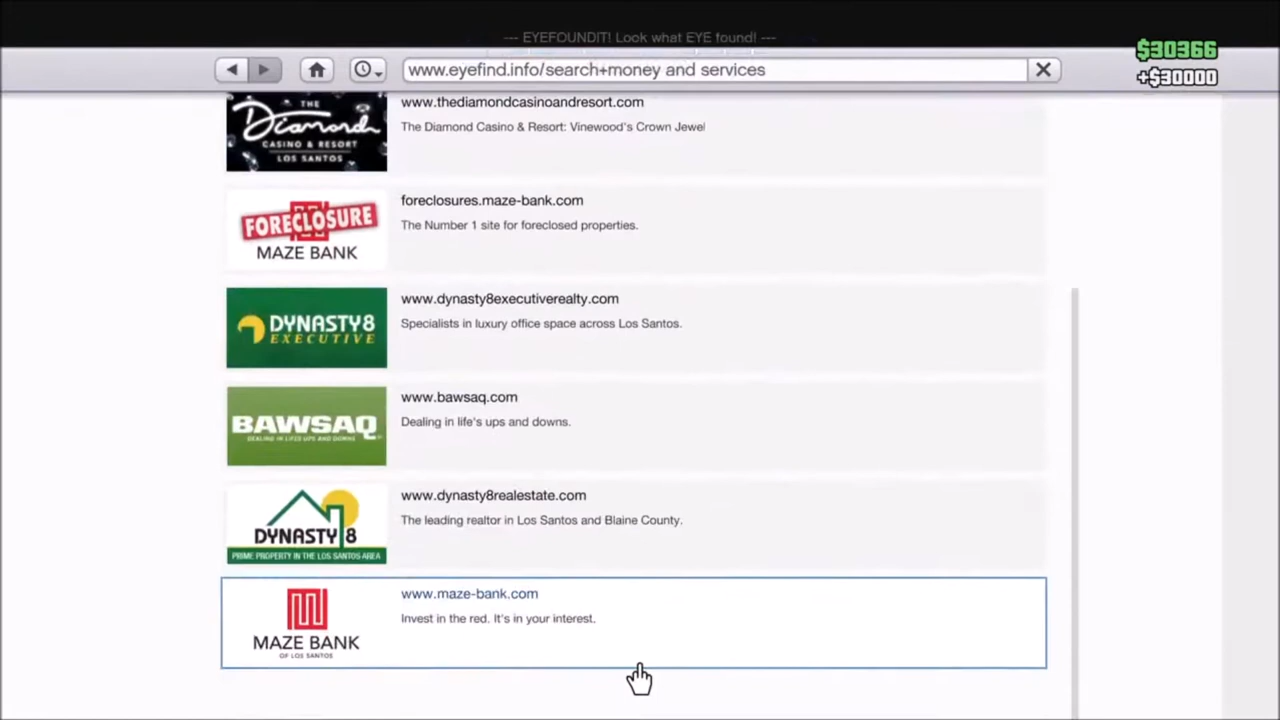 --- EYEFOUNDIT! Look what EYE found! ---
$30366
www.eyefind.info/search+money and services
+$30000
THE
Diamond
CASINO & RESORT
LOS SANTOS
www.thediamondcasinoandresort.com
The Diamond Casino & Resort: Vinewood's Crown Jewel
FORECLOSURE
MAZE BANK
foreclosures.maze-bank.com
The Number 1 site for foreclosed properties.
DYNASTY8
EXECUTIVE
www.dynasty8executiverealty.com
Specialists in luxury office space across Los Santos.
BAWSAQ
DEALING IN LIFE'S UPS AND DOWNS
www.bawsaq.com
Dealing in life's ups and downs.
DYNASTY 8
PRIME PROPERTY IN THE LOS SANTOS AREA
www.dynasty8realestate.com
The leading realtor in Los Santos and Blaine County.
MAZE BANK
OF LOS SANTOS
www.maze-bank.com
Invest in the red. It's in your interest.